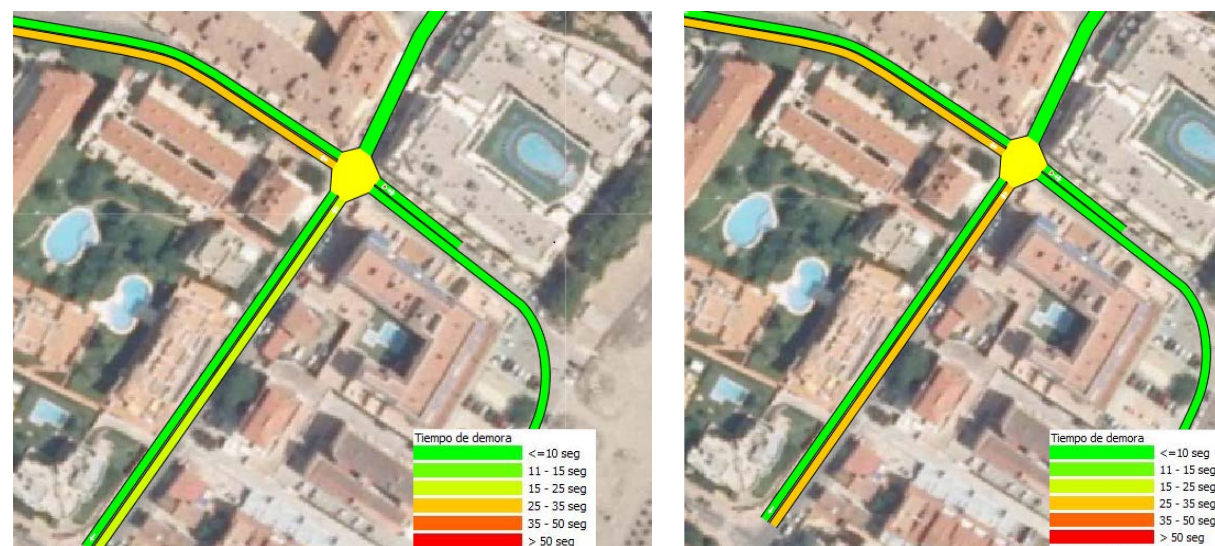 Tiempo de demora
<=10 seg
11 - 15 seg
15 - 25 seg
25 - 35 seg
35 - 50 seg
> 50 seg
Tiempo de demora
<=10 seg
11 - 15 seg
15 - 25 seg
25 - 35 seg
35 - 50 seg
> 50 seg